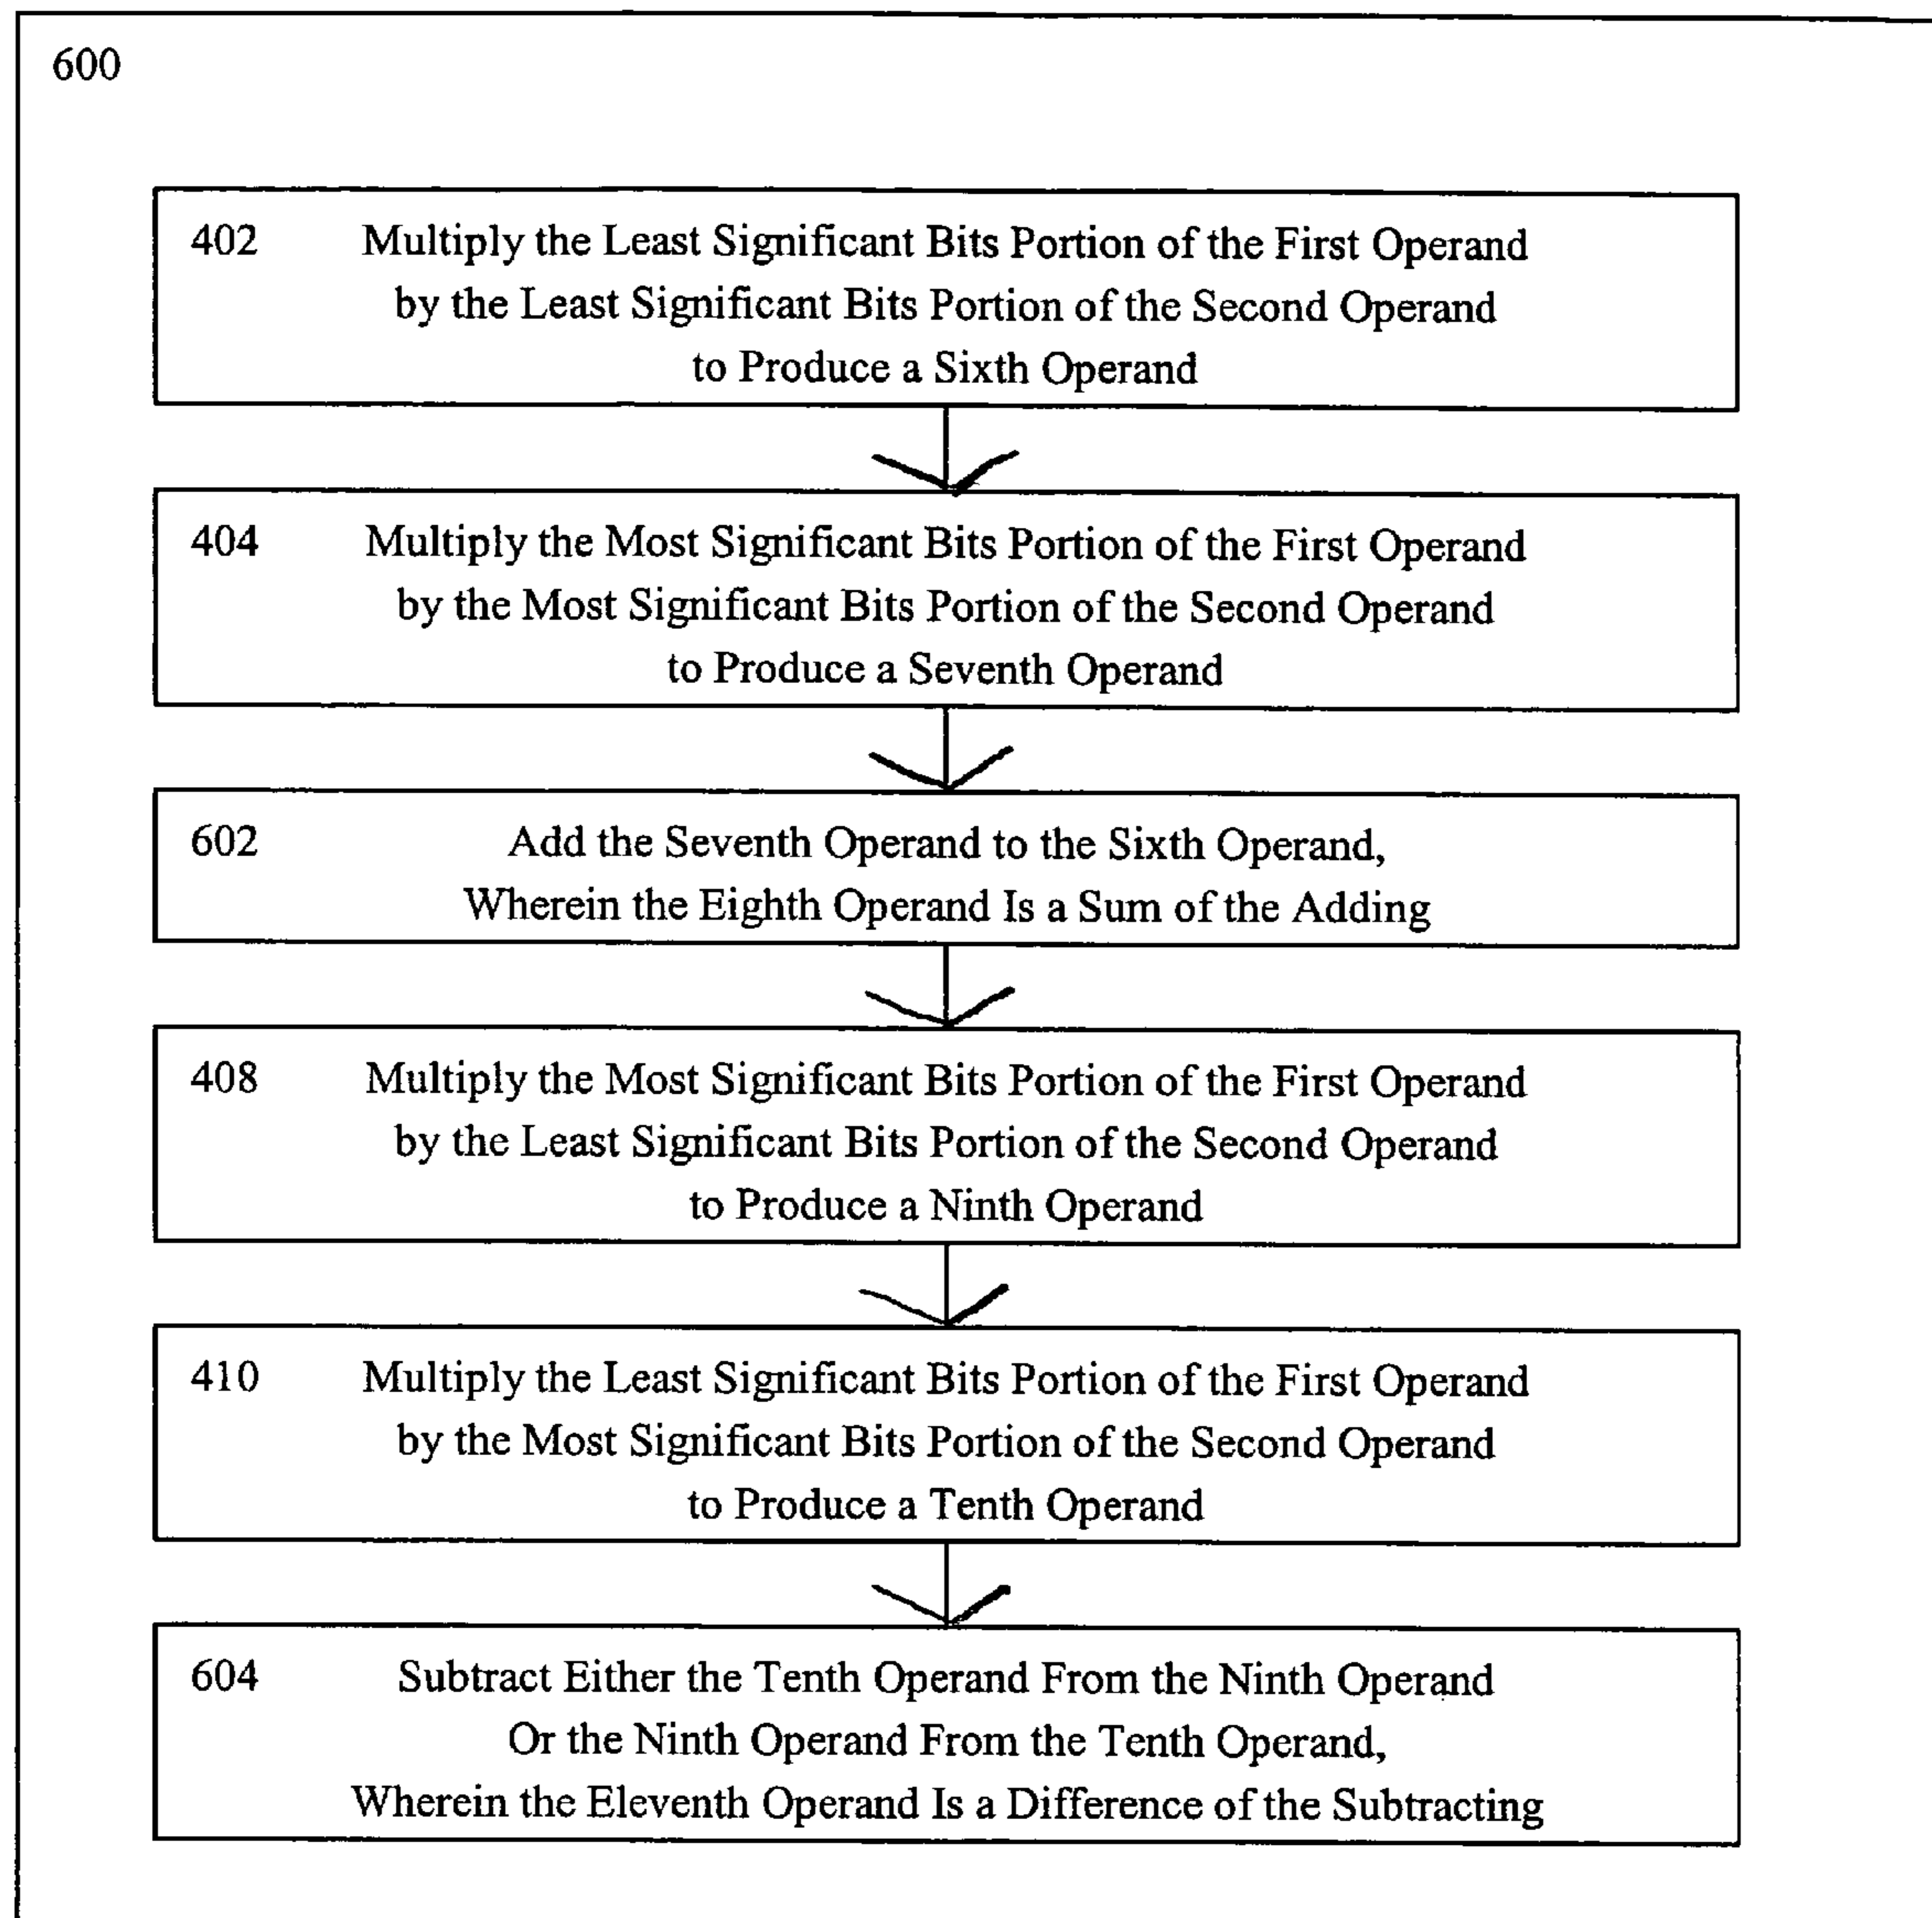 600
402 Multiply the Least Significant Bits Portion of the First Operand
by the Least Significant Bits Portion of the Second Operand
to Produce a Sixth Operand
404 Multiply the Most Significant Bits Portion of the First Operand
by the Most Significant Bits Portion of the Second Operand
to Produce a Seventh Operand
602 Add the Seventh Operand to the Sixth Operand,
Wherein the Eighth Operand Is a Sum of the Adding
408 Multiply the Most Significant Bits Portion of the First Operand
by the Least Significant Bits Portion of the Second Operand
to Produce a Ninth Operand
410 Multiply the Least Significant Bits Portion of the First Operand
by the Most Significant Bits Portion of the Second Operand
to Produce a Tenth Operand
604 Subtract Either the Tenth Operand From the Ninth Operand
Or the Ninth Operand From the Tenth Operand,
Wherein the Eleventh Operand Is a Difference of the Subtracting